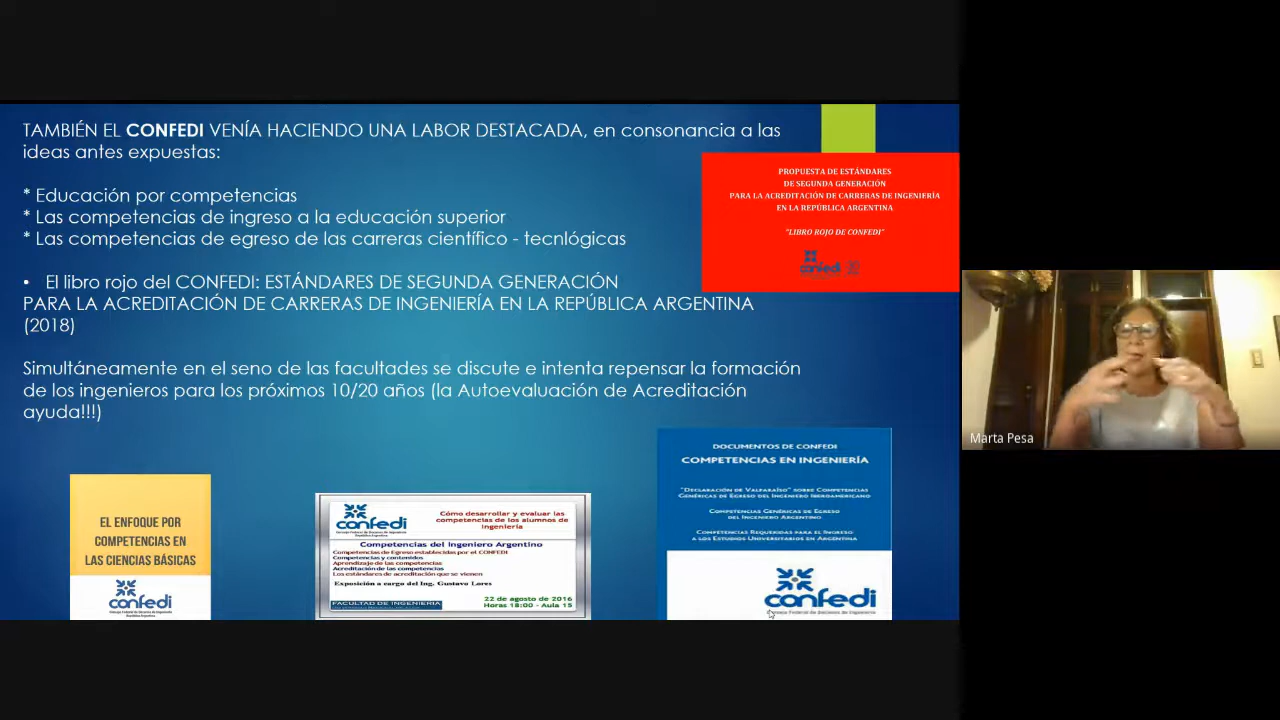 TAMBIÉN EL CONFEDI VENÍA HACIENDO UNA LABOR DESTACADA, en consonancia a las
ideas antes expuestas:
* Educación por competencias
* Las competencias de ingreso a la educación superior
* Las competencias de egreso de las carreras científico - tecnlógicas
• El libro rojo del CONFEDI: ESTÁNDARES DE SEGUNDA GENERACIÓN
PARA LA ACREDITACIÓN DE CARRERAS DE INGENIERÍA EN LA REPÚBLICA ARGENTINA
(2018)
Simultáneamente en el seno de las facultades se discute e intenta repensar la formación
de los ingenieros para los próximos 10/20 años (la Autoevaluación de Acreditación
ayuda!!!)
PROPUESTA DE ESTÁNDARES
DE SEGUNDA GENERACIÓN
PARA LA ACREDITACIÓN DE CARRERAS DE INGENIERÍA
EN LA REPÚBLICA ARGENTINA
"LIBRO ROJO DE CONFEDI"
confedi
Marta Pesa
EL ENFOQUE POR
COMPETENCIAS EN
LAS CIENCIAS BÁSICAS
confedi
confedi
Cómo desarrollar y evaluar las
competencias de los alumnos de
Ingeniería
Competencias del Ingeniero Argentino
Competencias de Egreso establecidas por el CONFEDI
Competencias y contenidos
Aprendizaje de las competencias
Acreditación de las competencias
Los estándares de acreditación que se vienen
Exposición a cargo del Ing. Gustavo Lores
22 de agosto de 2016
Horas 18:00 - Aula 15
FACULTAD DE INGENIERIA
DOCUMENTOS DE CONFEDI
COMPETENCIAS EN INGENIERÍA
"DECLARACIÓN DE VALPARAÍSO" SOBRE COMPETENCIAS
GENÉRICAS DE EGRESO DEL INGENIERO IBEROAMERICANO
COMPETENCIAS GENÉRICAS DE EGRESO
DEL INGENIERO ARGENTINO
COMPETENCIAS REQUERIDAS PARA EL INGRESO
A LOS ESTUDIOS UNIVERSITARIOS EN ARGENTINA
confedi
Consejo Federal de Decanos de Ingeniería